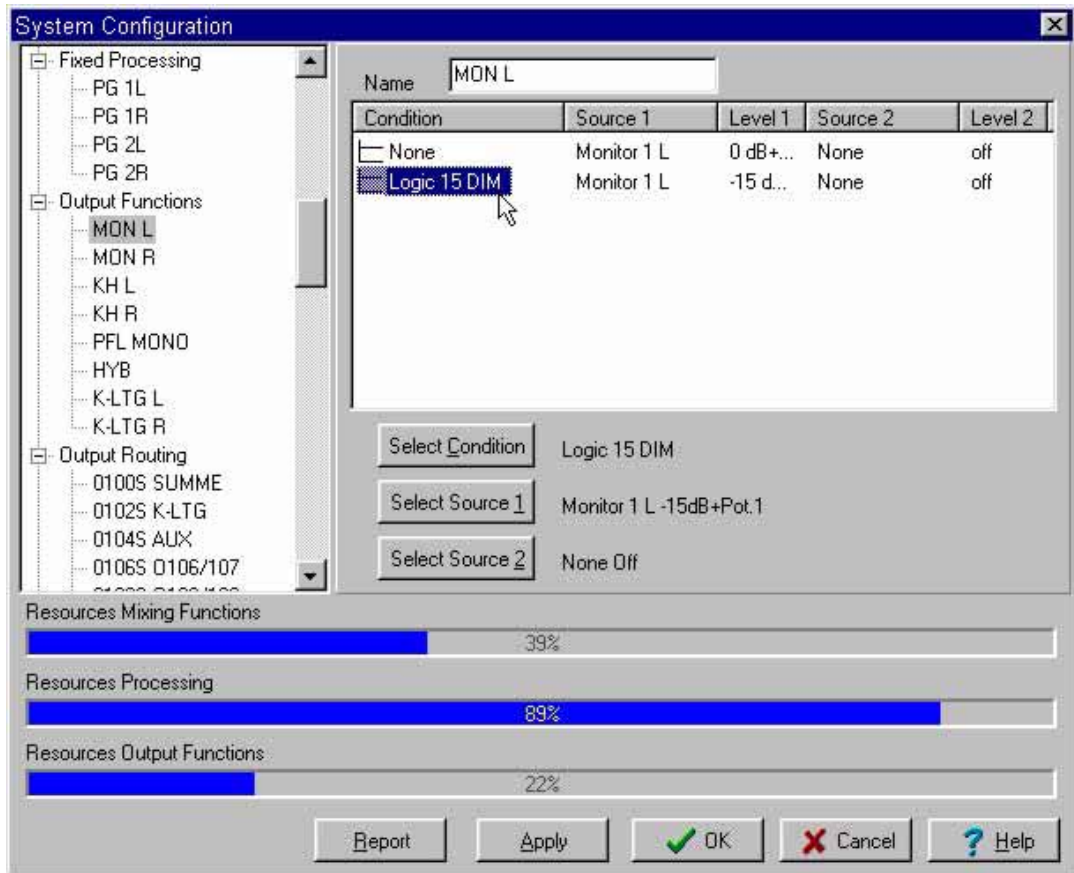 System Configuration
Fixed Processing
PG 1L
PG 1R
PG 2L
PG 2R
Output Functions
MON L
MON R
KH L
KH R
PFL MONO
HYB
K-LTG L
K-LTG R
Output Routing
0100S SUMME
0102S K-LTG
0104S AUX
0106S 0106/107
Name MON L
Condition Source 1 Level 1 Source 2 Level 2
None Monitor 1 L 0 dB+... None off
Logic 15 DIM Monitor 1 L -15 d... None off
Select Condition Logic 15 DIM
Select Source 1 Monitor 1 L -15dB+Pot.1
Select Source 2 None Off
Resources Mixing Functions
39%
Resources Processing
89%
Resources Output Functions
22%
Report Apply OK Cancel Help